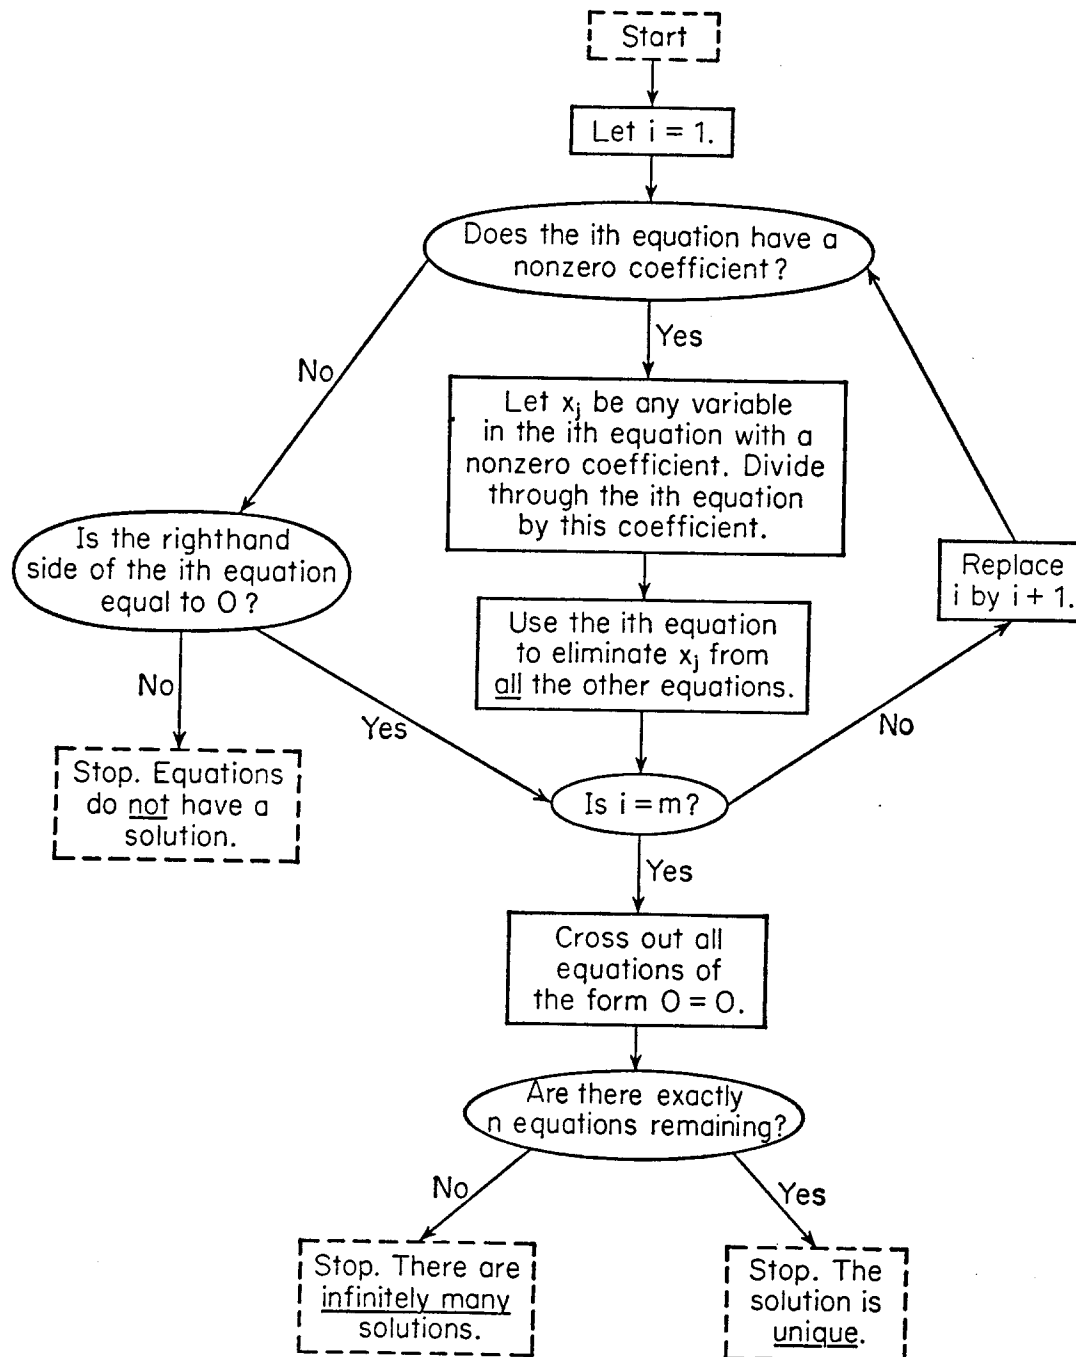 Start
Let i = 1.
Does the ith equation have a
nonzero coefficient?
Yes
No
Let xj be any variable
in the ith equation with a
nonzero coefficient. Divide
through the ith equation
by this coefficient.
Is the righthand
side of the ith equation
equal to 0?
Replace
i by i + 1.
Use the ith equation
to eliminate xj from
all the other equations.
No
Yes
No
Stop. Equations
do not have a
solution.
Is i = m?
Yes
Cross out all
equations of
the form 0 = 0.
Are there exactly
n equations remaining?
No
Yes
Stop. There are
infinitely many
solutions.
Stop. The
solution is
unique.